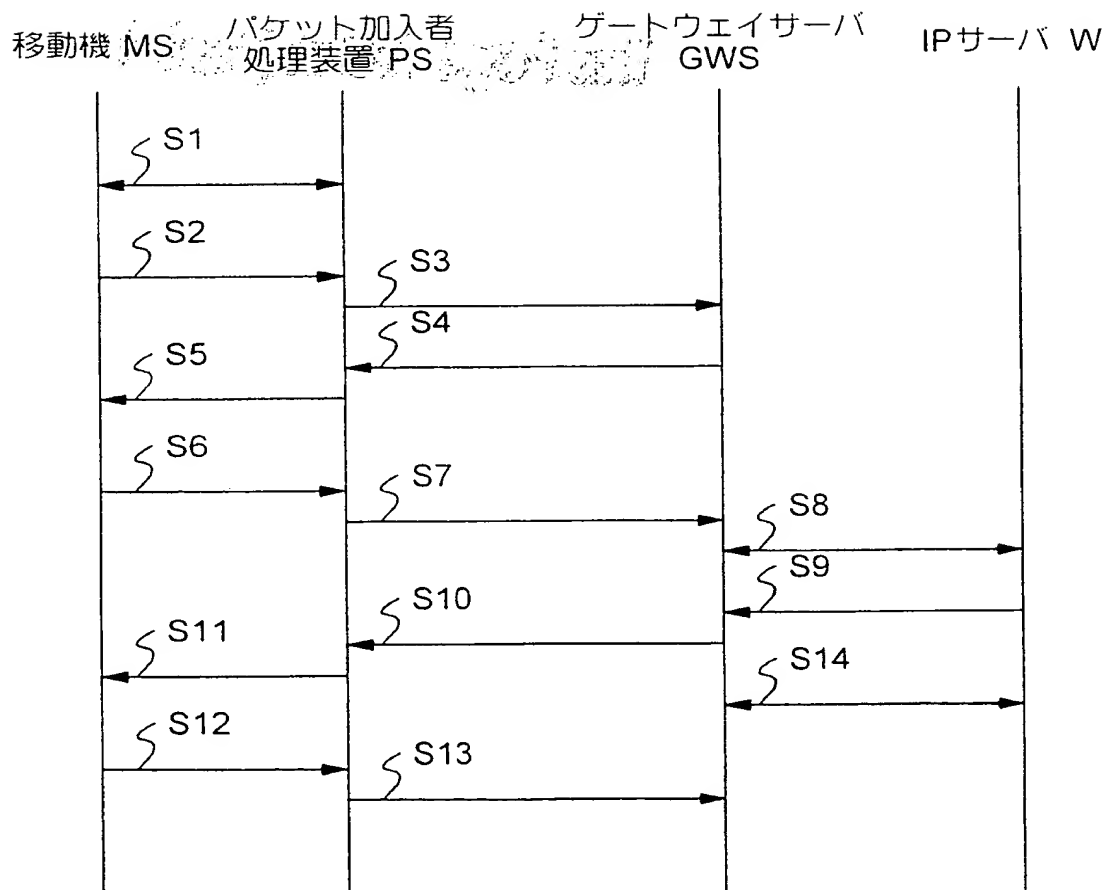 移動機 MS
パケット加入者
処理装置 PS
ゲートウェイサーバ
GWS
IPサーバ W
S1
S2
S3
S4
S5
S6
S7
S8
S9
S10
S11
S14
S12
S13